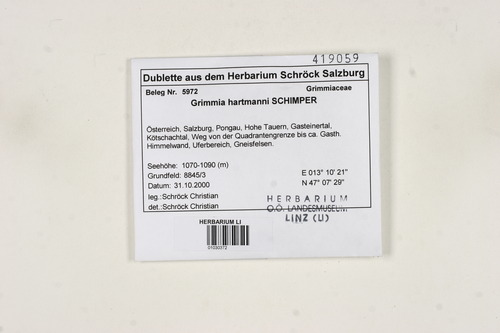 419059
Dublette aus dem Herbarium Schröck Salzburg
Beleg Nr. 5972 Grimmiaceae
Grimmia hartmanni SCHIMPER
Österreich, Salzburg, Pongau, Hohe Tauern, Gasteinertal,
Kötschachtal, Weg von der Quadrantengrenze bis ca. Gasth.
Himmelwand, Uferbereich, Gneisfelsen.
Seehöhe: 1070-1090 (m)
Grundfeld: 8845/3 E 013° 10' 21"
Datum: 31.10.2000 N 47° 07' 29"
leg.:Schröck Christian
det.:Schröck Christian
HERBARIUM
O.Ö. LANDESMUSEUM
LINZ (LI)
HERBARIUM LI
01030372